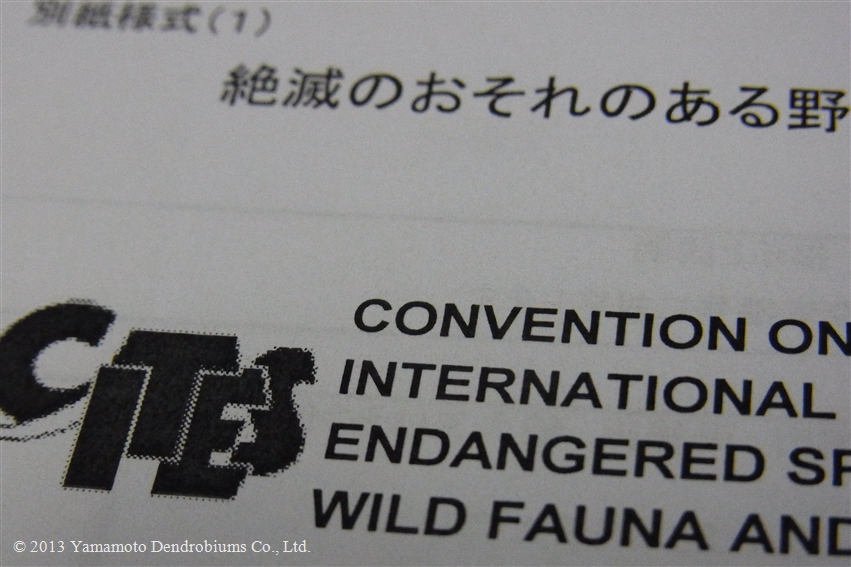 別紙様式(1)
絶滅のおそれのある野
CITES
CONVENTION ON
INTERNATIONAL
ENDANGERED SP
WILD FAUNA AND
© 2013 Yamamoto Dendrobiums Co., Ltd.